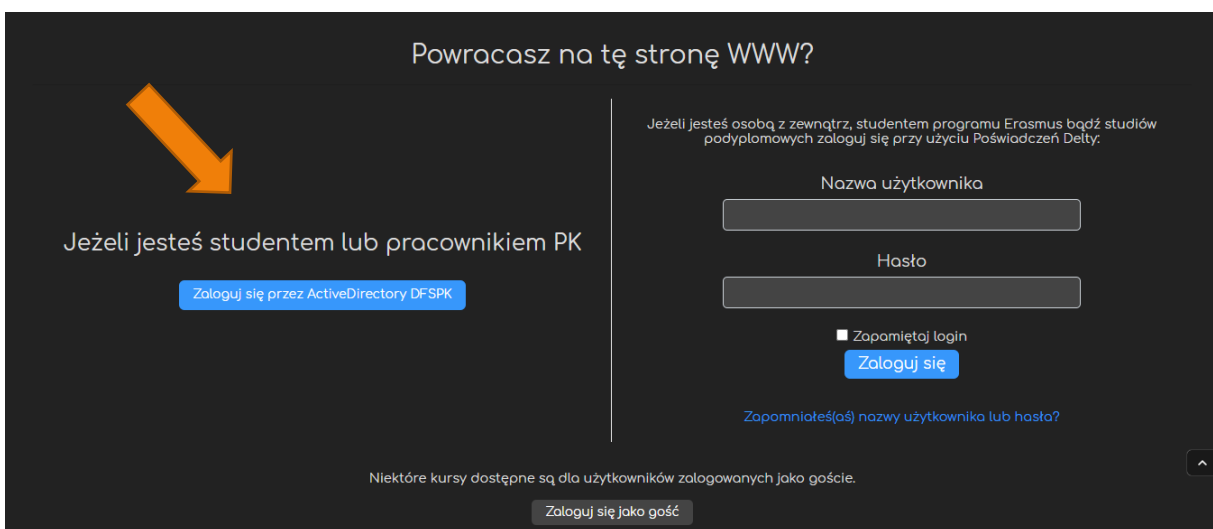 Powracasz na tę stronę WWW?
Jeżeli jesteś studentem lub pracownikiem PK
Zaloguj się przez ActiveDirectory DFSPK
Jeżeli jesteś osobą z zewnątrz, studentem programu Erasmus bądź studiów
podyplomowych zaloguj się przy użyciu Poświadczeń Delty:
Nazwa użytkownika
Hasło
Zapamiętaj login
Zaloguj się
Zapomniałeś(aś) nazwy użytkownika lub hasła?
Niektóre kursy dostępne są dla użytkowników zalogowanych jako goście.
Zaloguj się jako gość